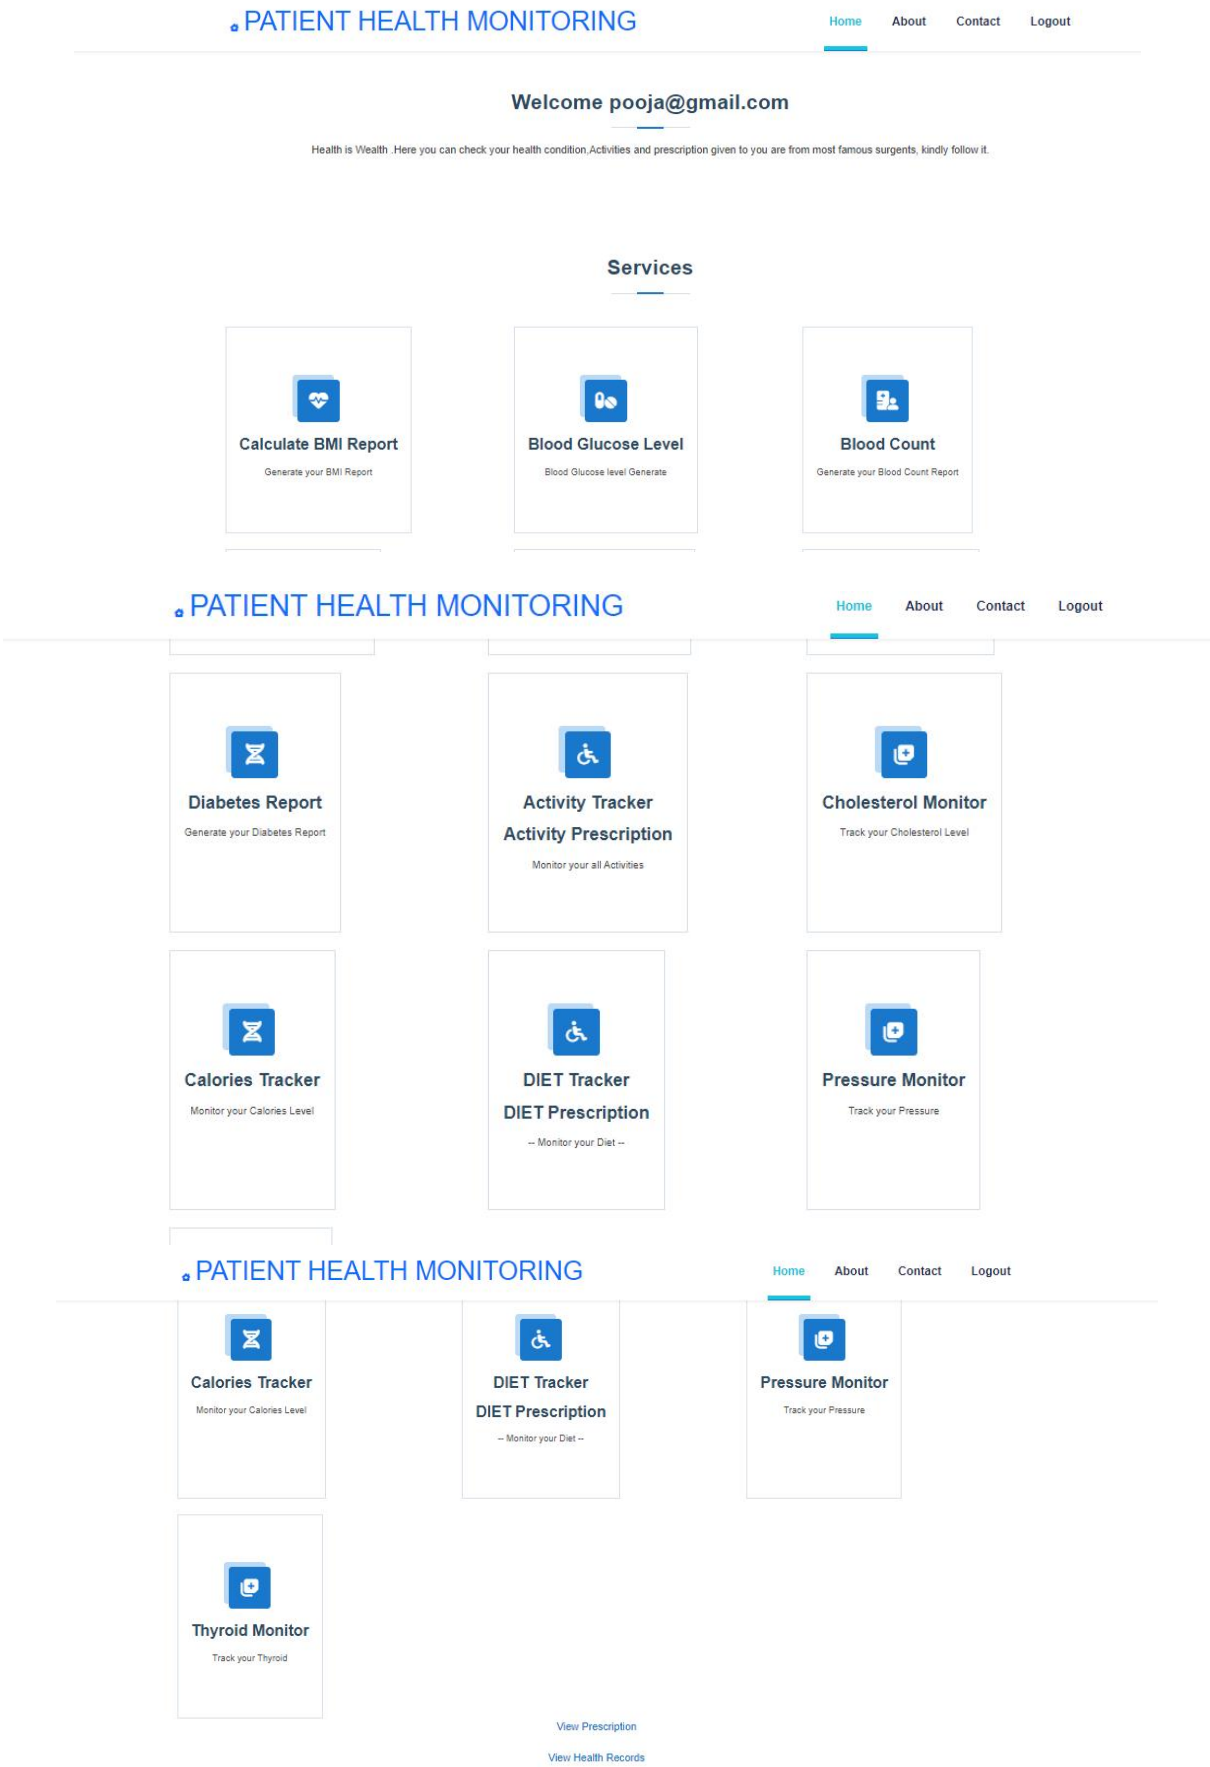 PATIENT HEALTH MONITORING Home About Contact Logout
Welcome pooja@gmail.com
Health is Wealth .Here you can check your health condition,Activities and prescription given to you are from most famous surgents, kindly follow it.
Services
Calculate BMI Report
Generate your BMI Report
Blood Glucose Level
Blood Glucose level Generate
Blood Count
Generate your Blood Count Report
PATIENT HEALTH MONITORING Home About Contact Logout
Diabetes Report
Generate your Diabetes Report
Activity Tracker
Activity Prescription
Monitor your all Activities
Cholesterol Monitor
Track your Cholesterol Level
Calories Tracker
Monitor your Calories Level
DIET Tracker
DIET Prescription
-- Monitor your Diet --
Pressure Monitor
Track your Pressure
PATIENT HEALTH MONITORING Home About Contact Logout
Calories Tracker
Monitor your Calories Level
DIET Tracker
DIET Prescription
-- Monitor your Diet --
Pressure Monitor
Track your Pressure
Thyroid Monitor
Track your Thyroid
View Prescription
View Health Records